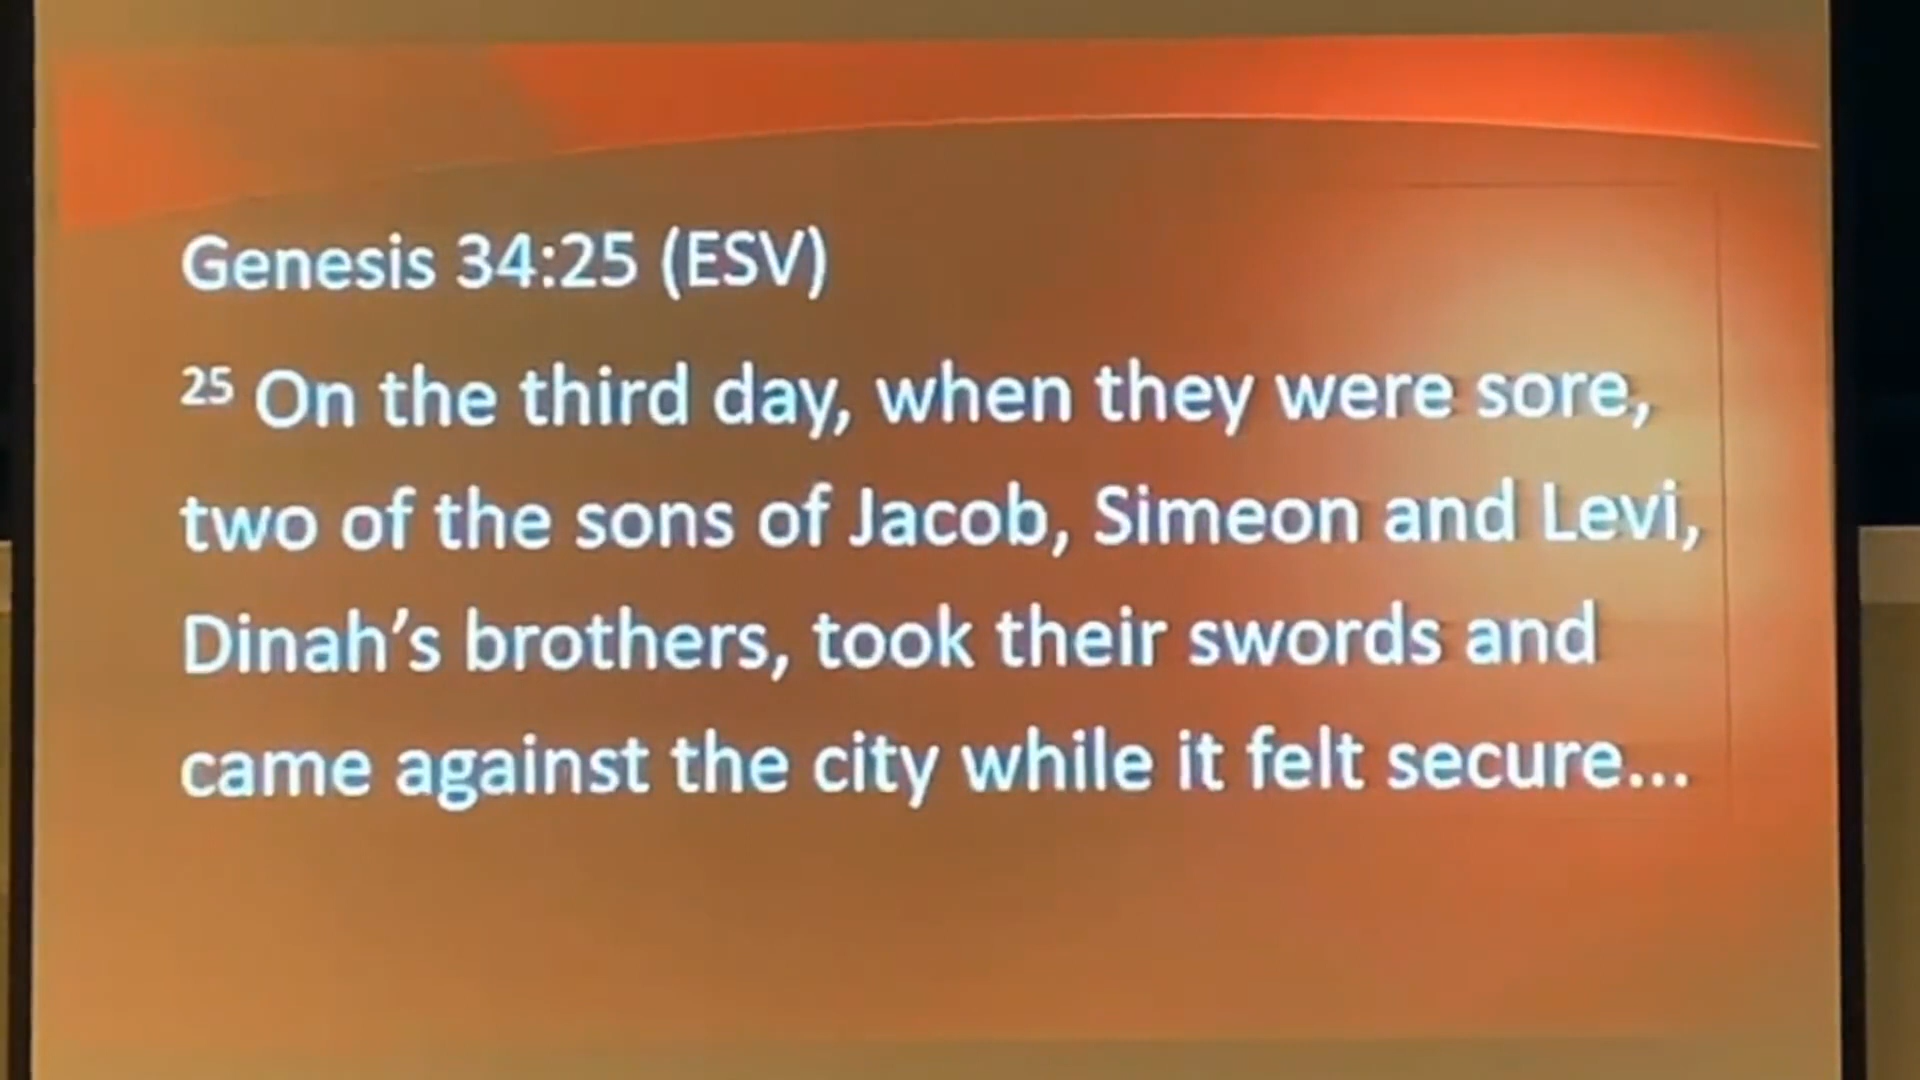 Genesis 34:25 (ESV)
25 On the third day, when they were sore,
two of the sons of Jacob, Simeon and Levi,
Dinah’s brothers, took their swords and
came against the city while it felt secure...